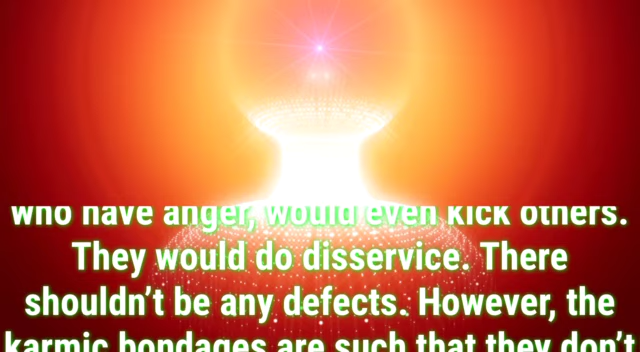 who have anger, would even kick others.
They would do disservice. There
shouldn't be any defects. However, the
karmic bondages are such that they don't